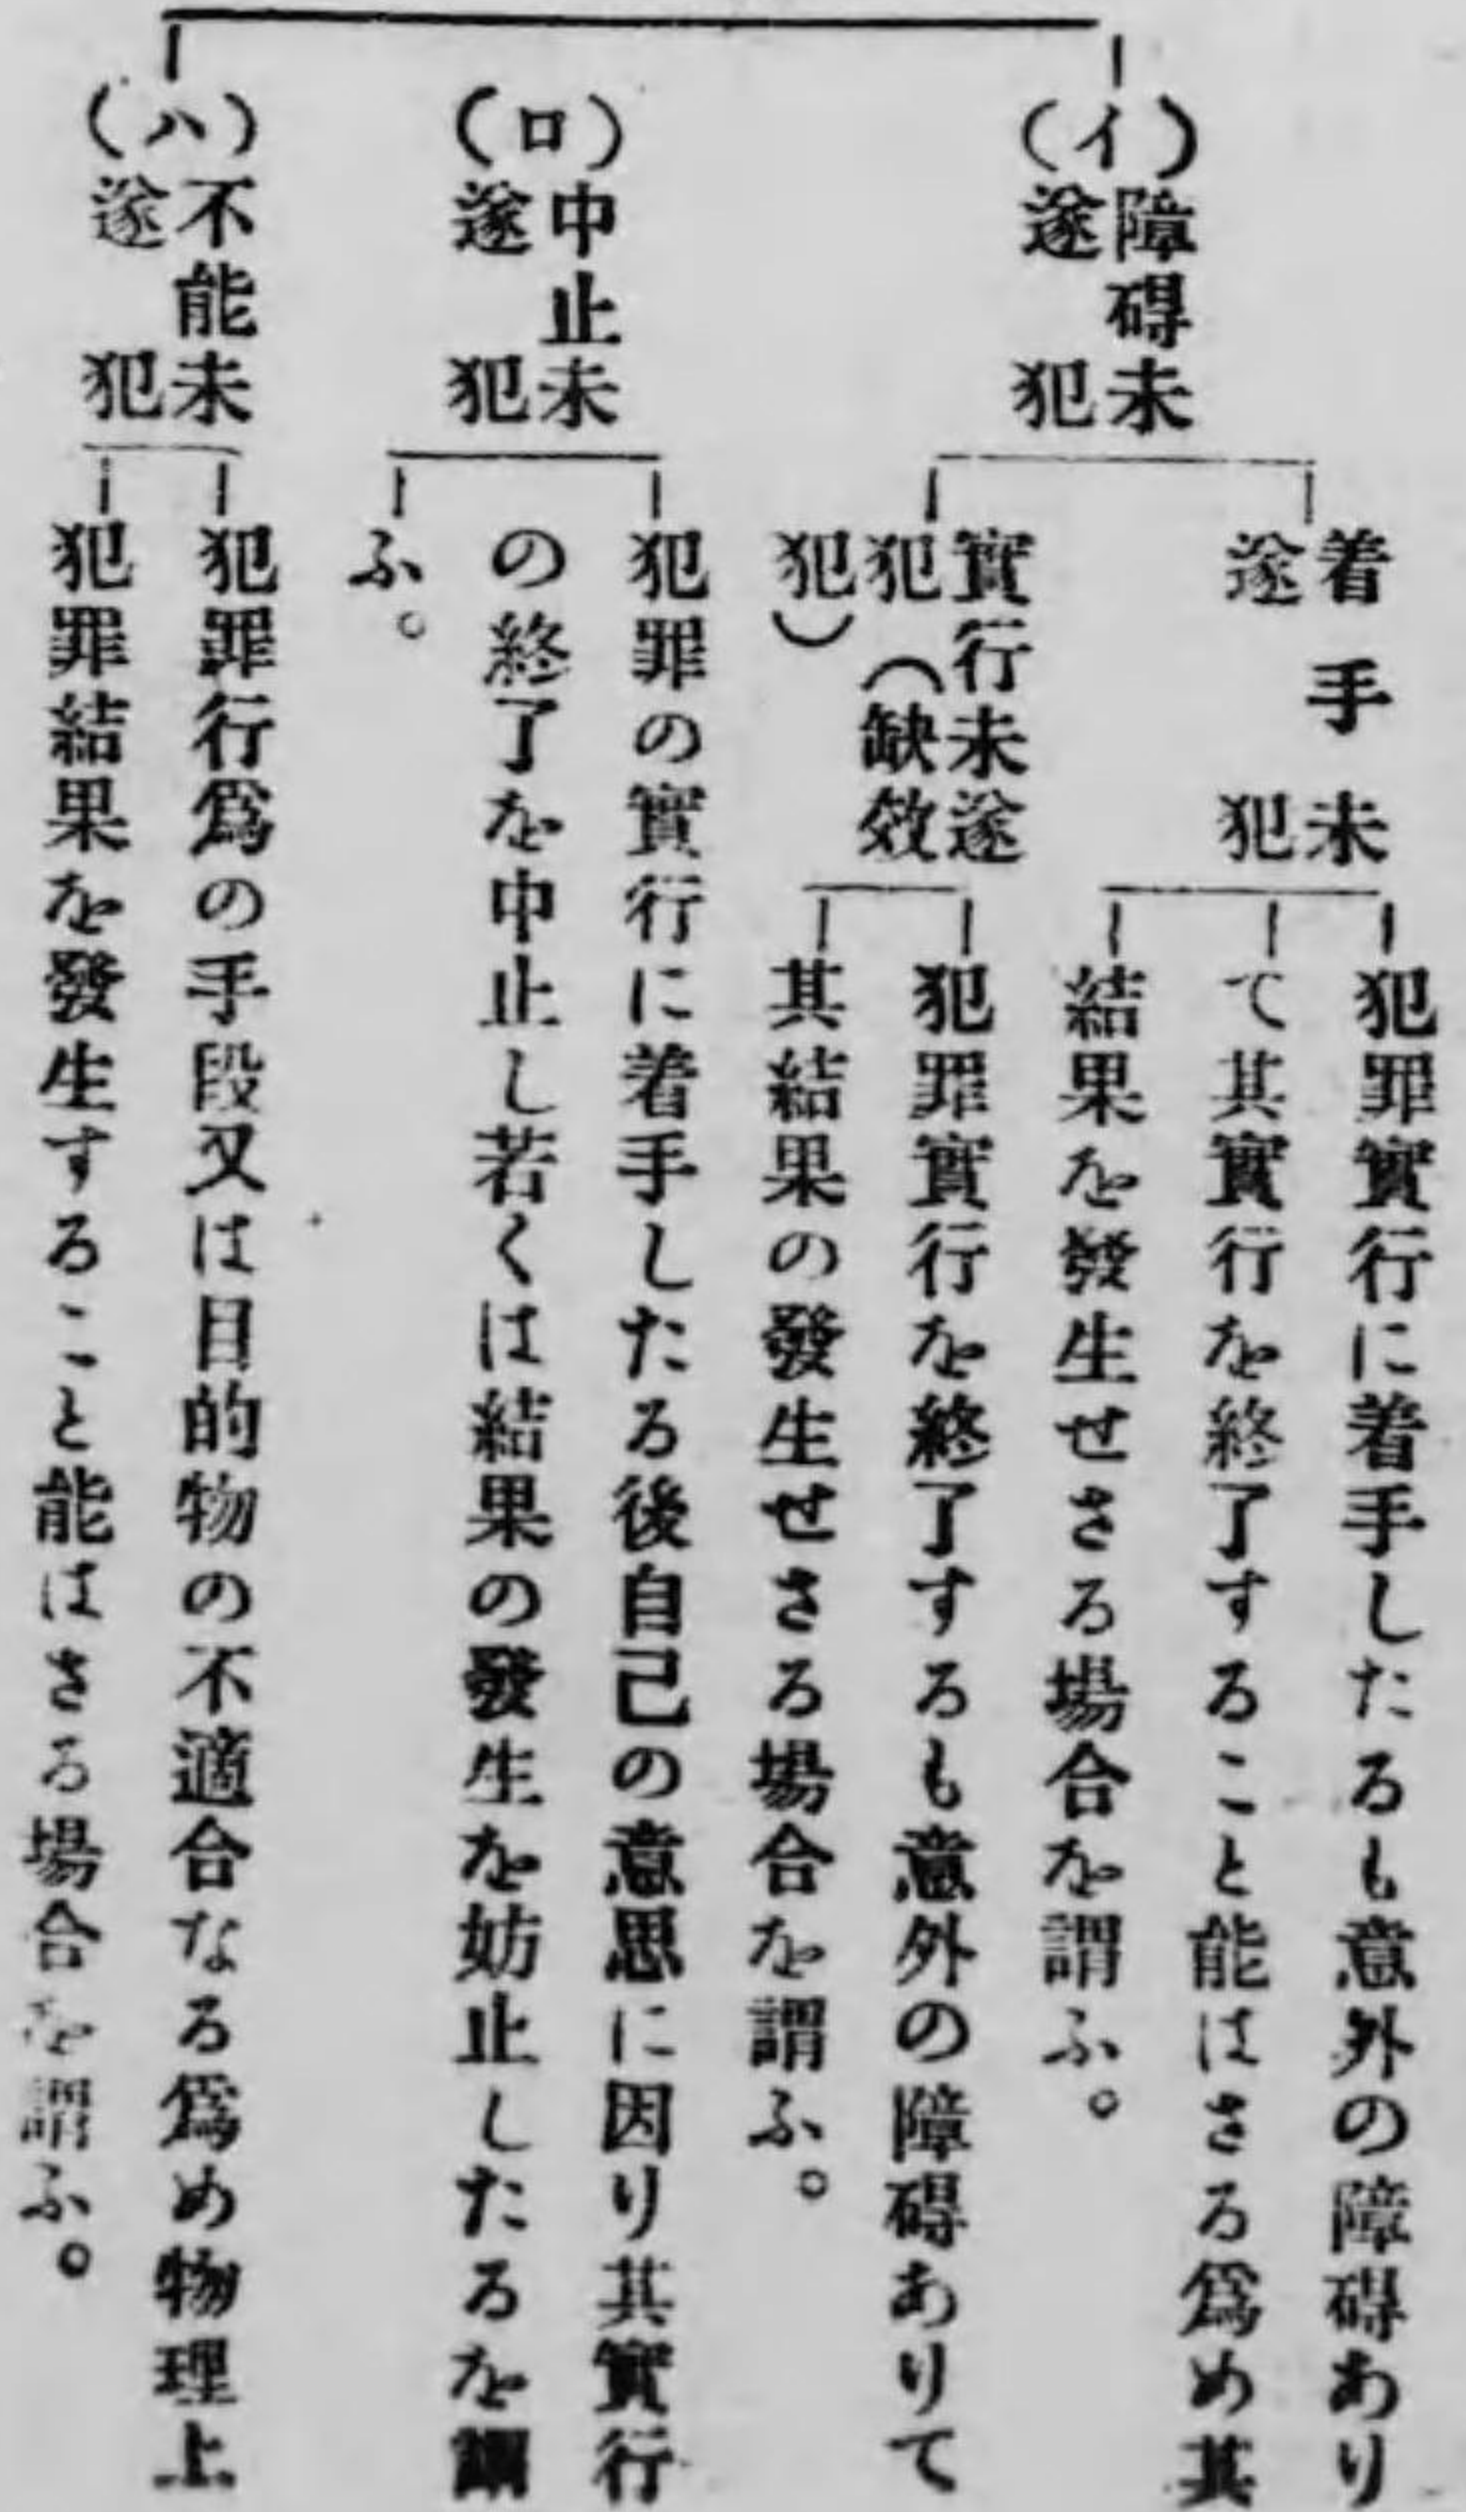 (イ)障碍未
遂犯
着手未
遂犯
犯罪實行に着手したるも意外の障碍あり
て其實行を終了すること能はさる爲め其
結果を發生せさる場合を謂ふ。
實行未遂
犯(缺效
犯)
犯罪實行を終了するも意外の障碍ありて
其結果の發生せさる場合を謂ふ。
(ロ)中止未
遂犯
犯罪の實行に着手したる後自己の意思に因り其實行
の終了を中止し若くは結果の發生を妨止したるを謂
ふ。
(ハ)不能未
遂犯
犯罪行爲の手段又は目的物の不適合なる爲め物理上
犯罪結果を發生すること能はさる場合を謂ふ。